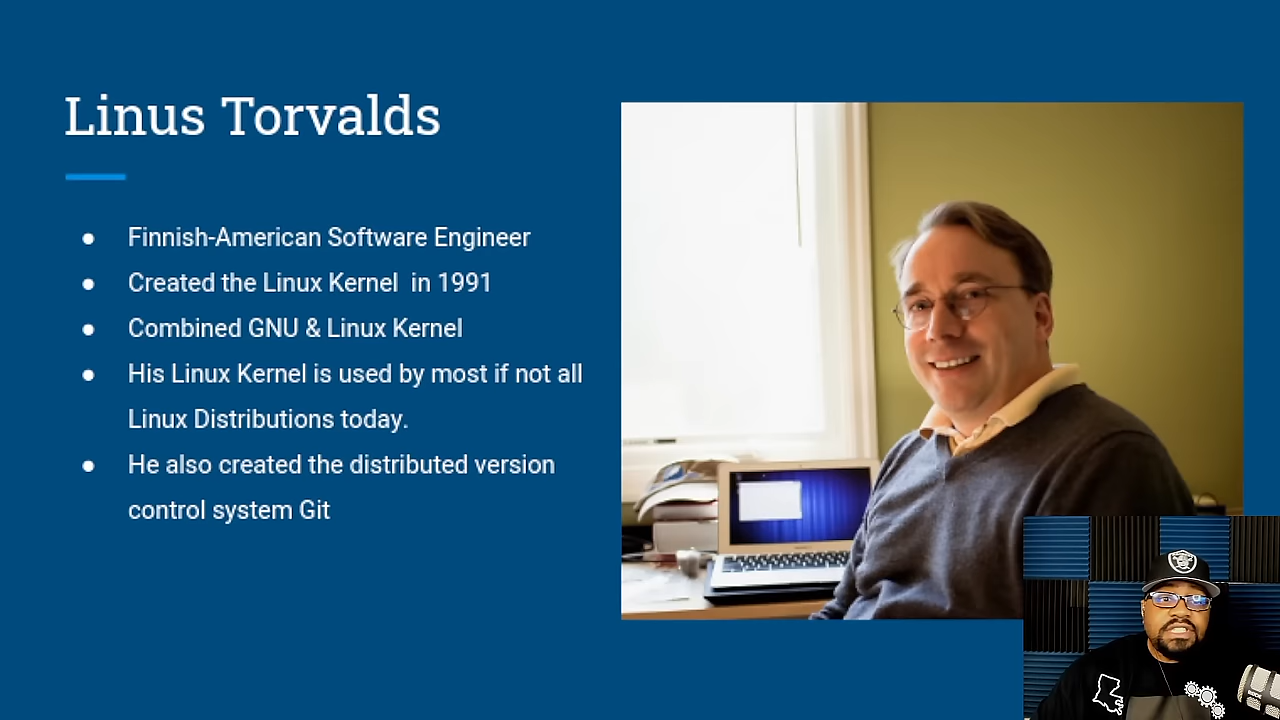 Linus Torvalds
● Finnish-American Software Engineer
● Created the Linux Kernel  in 1991
● Combined GNU & Linux Kernel
● His Linux Kernel is used by most if not all
Linux Distributions today.
● He also created the distributed version
control system Git